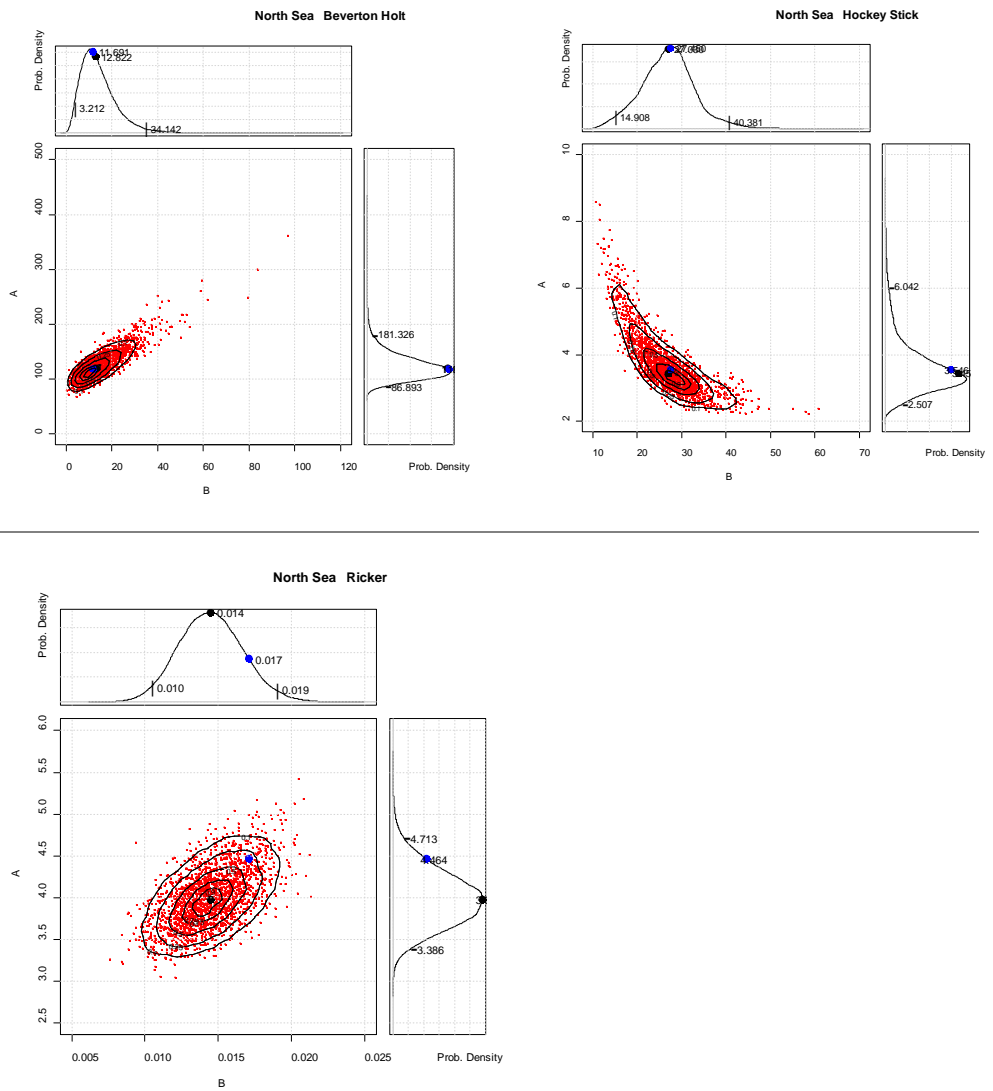 North Sea Beverton Holt
Prob. Density
11.691
12.822
3.212
34.142
A
0 100 200 300 400 500
181.326
86.893
0 20 40 60 80 100 120
Prob. Density
B
North Sea Hockey Stick
Prob. Density
14.908
40.381
A
2 4 6 8 10
6.042
2.507
10 20 30 40 50 60 70
Prob. Density
B
North Sea Ricker
Prob. Density
0.014
0.017
0.010
0.019
A
2.5 3.0 3.5 4.0 4.5 5.0 5.5 6.0
4.713
4.464
3.386
0.005 0.010 0.015 0.020 0.025
Prob. Density
B